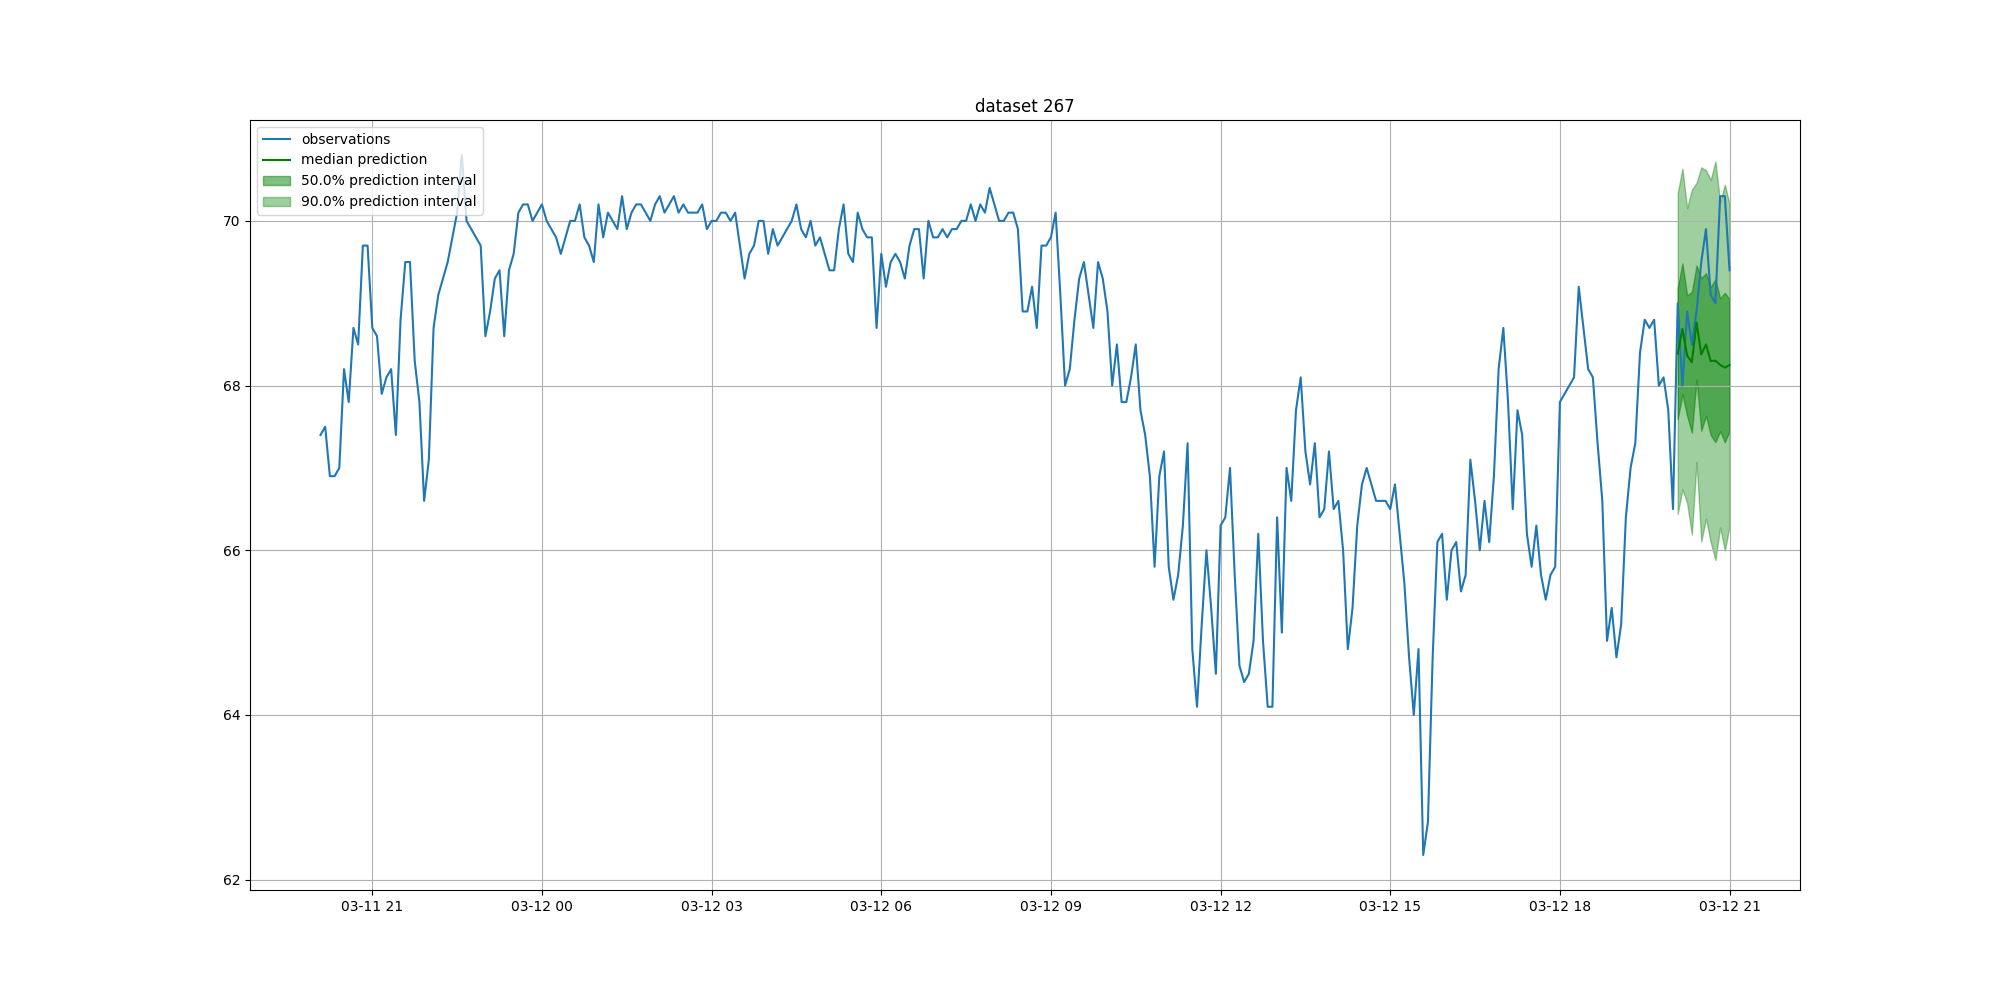 dataset 267
observations
median prediction
50.0% prediction interval
90.0% prediction interval
70
68
66
64
62
03-11 21
03-12 00
03-12 03
03-12 06
03-12 09
03-12 12
03-12 15
03-12 18
03-12 21